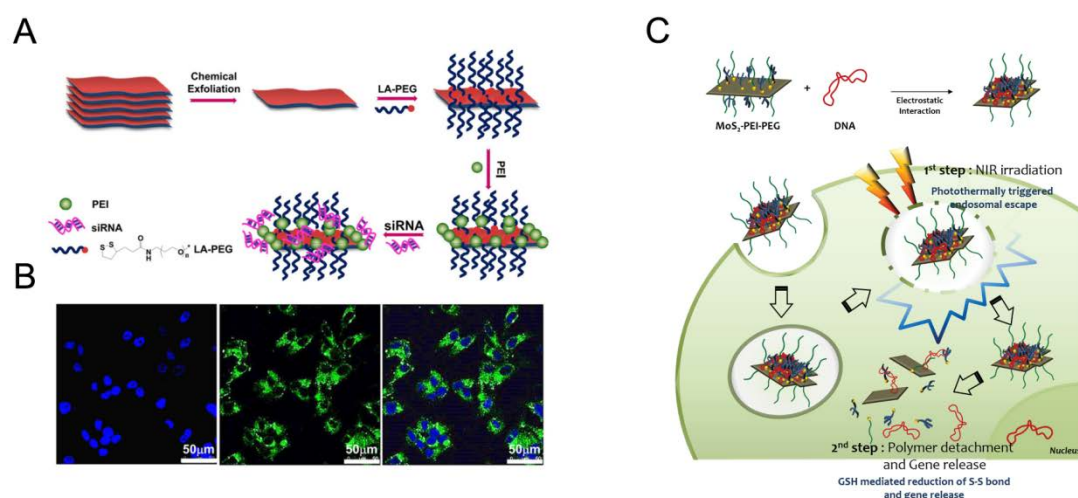 A
Chemical
Exfoliation
LA-PEG
PEI
PEI
siRNA
siRNA
S
S
O
N
H
O
n
LA-PEG
B
50μm
50μm
50μm
C
+
MoS₂-PEI-PEG
DNA
Electrostatic
Interaction
1st step : NIR irradiation
Photothermally triggered
endosomal escape
2nd step : Polymer detachment
and Gene release
GSH mediated reduction of S-S bond
and gene release
Nucleus